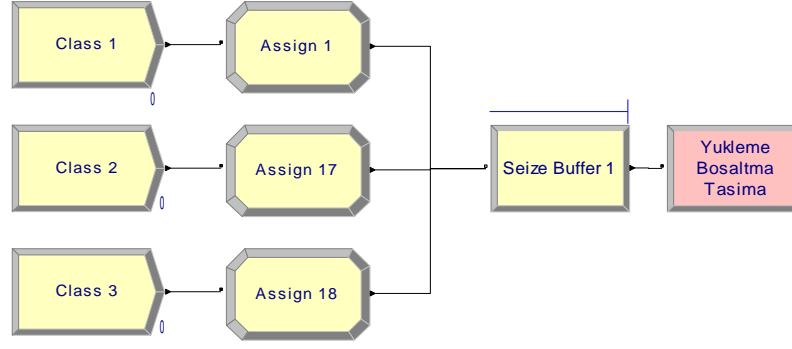 Class 1
Assign 1
0
Class 2
Assign 17
Seize Buffer 1
Yukleme
Bosaltma
Tasima
0
Class 3
Assign 18
0